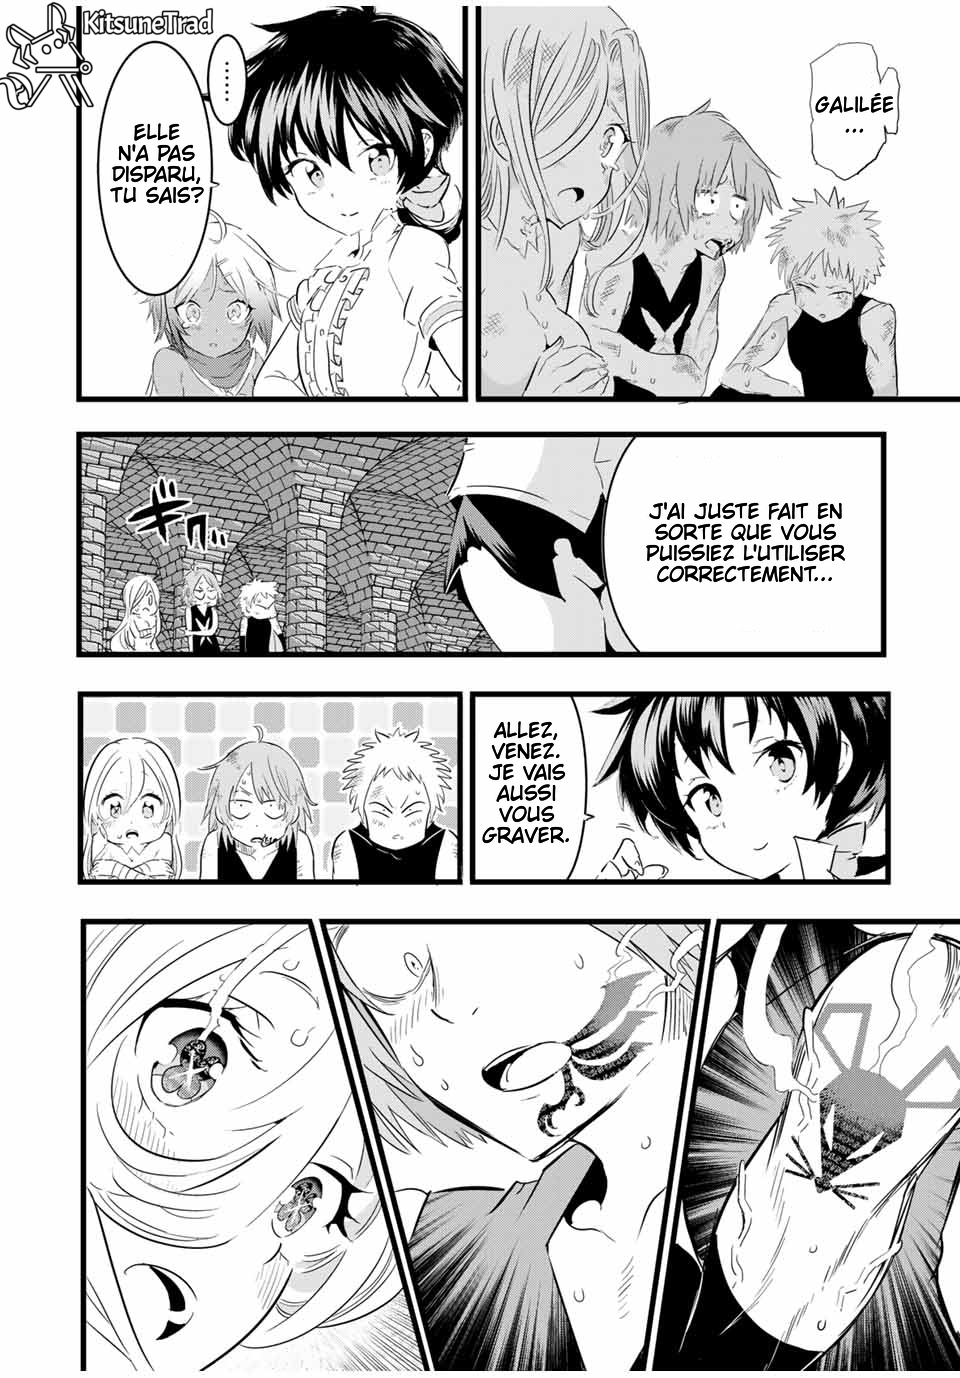 KitsuneTrad
GALILÉE
...
......
ELLE
N'A PAS
DISPARU,
TU SAIS?
J'AI JUSTE FAIT EN
SORTE QUE VOUS
PUISSIEZ L'UTILISER
CORRECTEMENT...
ギク
ALLEZ,
VENEZ.
JE VAIS
AUSSI
VOUS
GRAVER.